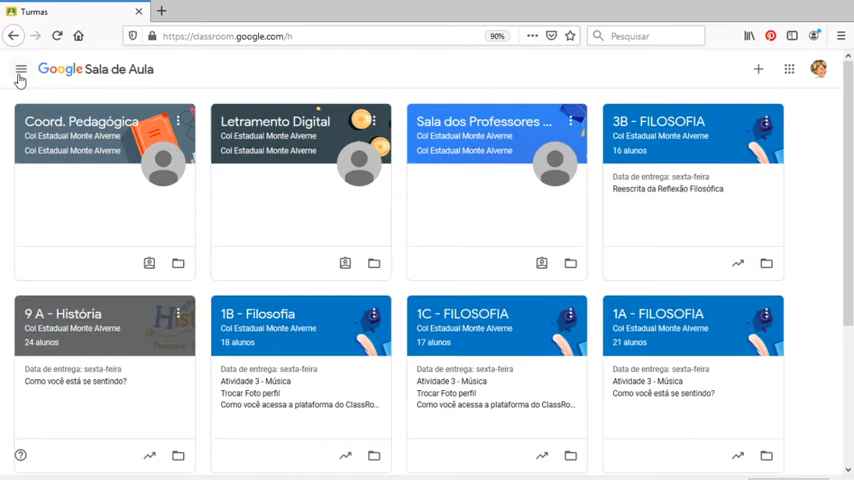 Turmas
https://classroom.google.com/h
90%
Pesquisar
Google Sala de Aula
Coord. Pedagógica
Col Estadual Monte Alverne
Col Estadual Monte Alverne
Letramento Digital
Col Estadual Monte Alverne
Col Estadual Monte Alverne
Sala dos Professores ...
Col Estadual Monte Alverne
Col Estadual Monte Alverne
3B - FILOSOFIA
Col Estadual Monte Alverne
16 alunos
Data de entrega: sexta-feira
Reescrita da Reflexão Filosófica
9 A - História
Col Estadual Monte Alverne
24 alunos
Data de entrega: sexta-feira
Como você está se sentindo?
1B - Filosofia
Col Estadual Monte Alverne
18 alunos
Data de entrega: sexta-feira
Atividade 3 - Música
Trocar Foto perfil
Como você acessa a plataforma do ClassRo...
1C - FILOSOFIA
Col Estadual Monte Alverne
17 alunos
Data de entrega: sexta-feira
Atividade 3 - Música
Trocar Foto perfil
Como você acessa a plataforma do ClassRo...
1A - FILOSOFIA
Col Estadual Monte Alverne
21 alunos
Data de entrega: sexta-feira
Atividade 3 - Música
Como você está se sentindo?